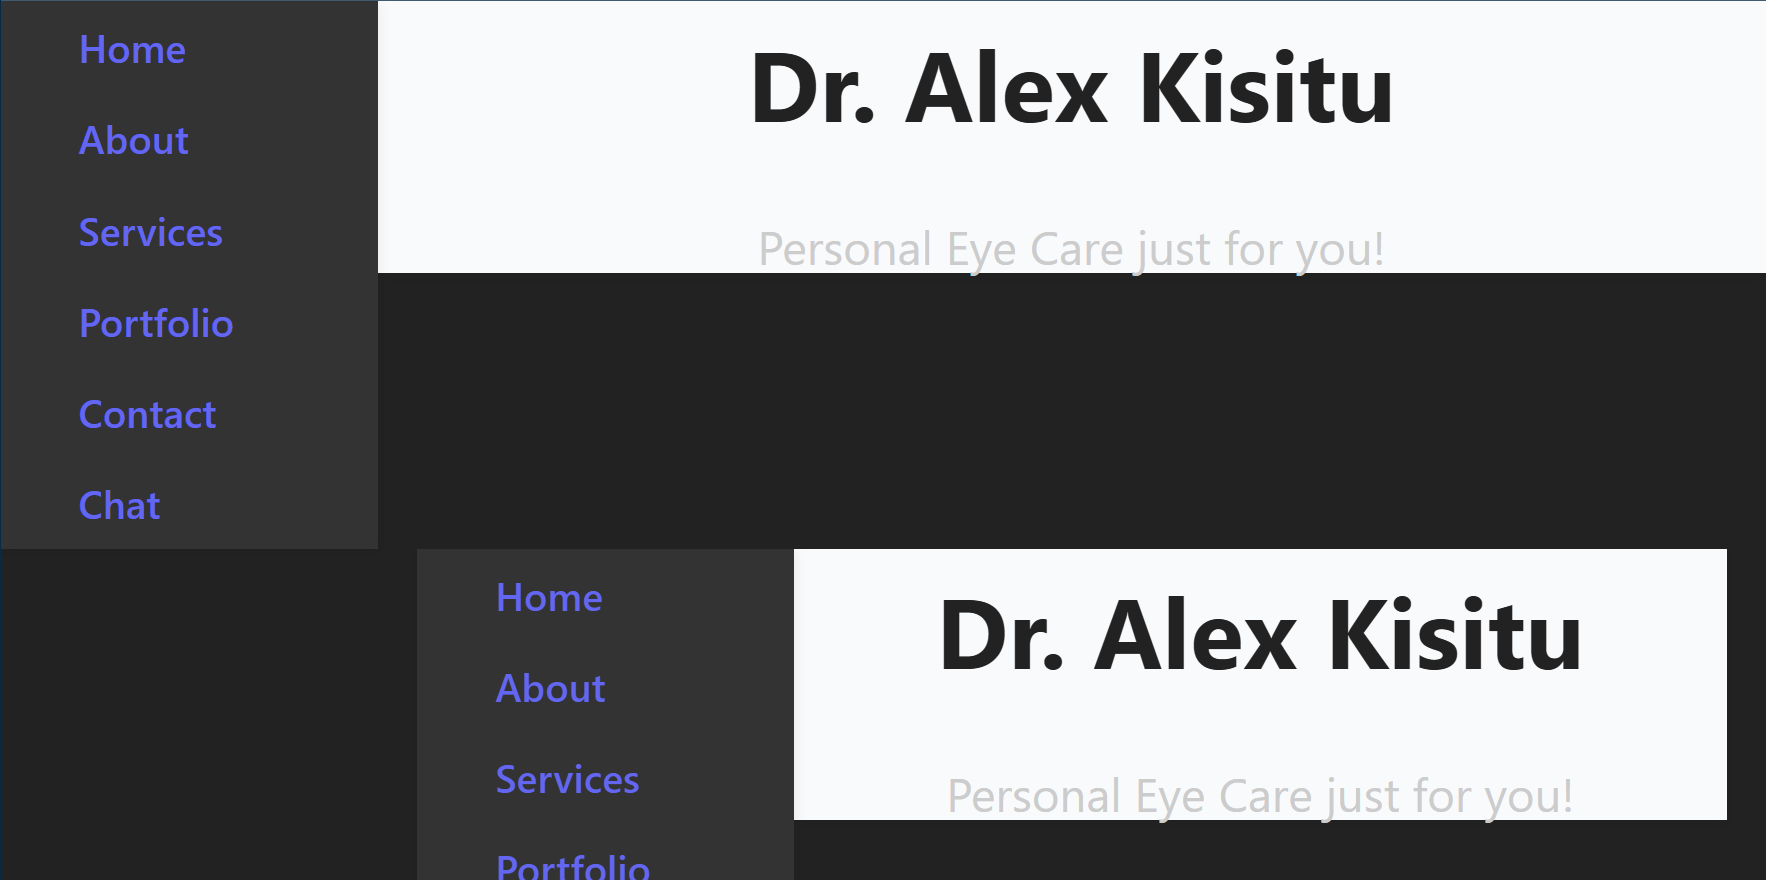 Home
About
Services
Portfolio
Contact
Chat
Dr. Alex Kisitu
Personal Eye Care just for you!
Home
About
Services
Portfolio
Dr. Alex Kisitu
Personal Eye Care just for you!